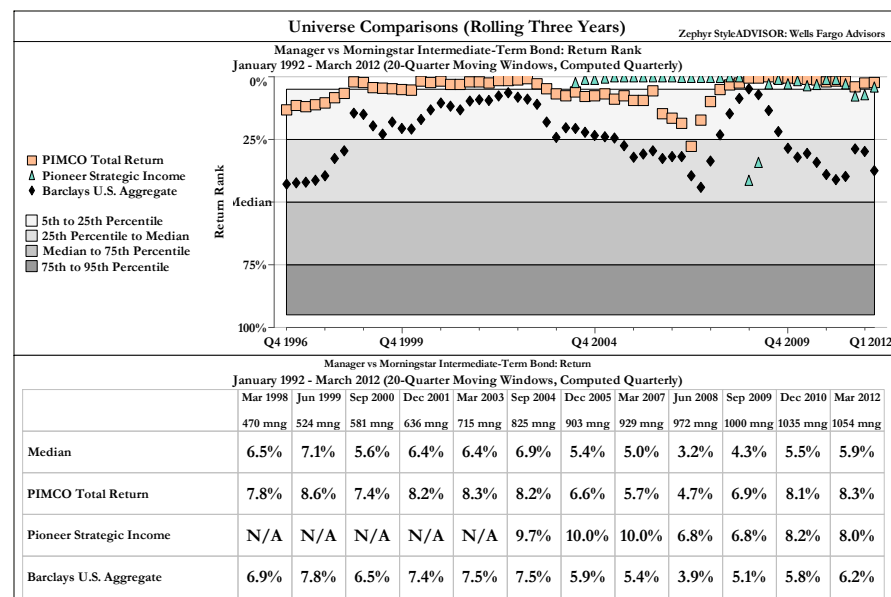 Universe Comparisons (Rolling Three Years)
Zephyr StyleADVISOR: Wells Fargo Advisors
Manager vs Morningstar Intermediate-Term Bond: Return Rank
January 1992 - March 2012 (20-Quarter Moving Windows, Computed Quarterly)
PIMCO Total Return
Pioneer Strategic Income
Barclays U.S. Aggregate
5th to 25th Percentile
25th Percentile to Median
Median to 75th Percentile
75th to 95th Percentile
Return Rank
0%
25%
Median
75%
100%
Q4 1996 Q4 1999 Q4 2004 Q4 2009 Q1 2012
Manager vs Morningstar Intermediate-Term Bond: Return
January 1992 - March 2012 (20-Quarter Moving Windows, Computed Quarterly)
Mar 1998 Jun 1999 Sep 2000 Dec 2001 Mar 2003 Sep 2004 Dec 2005 Mar 2007 Jun 2008 Sep 2009 Dec 2010 Mar 2012
470 mng 524 mng 581 mng 636 mng 715 mng 825 mng 903 mng 929 mng 972 mng 1000 mng 1035 mng 1054 mng
Median 6.5% 7.1% 5.6% 6.4% 6.4% 6.9% 5.4% 5.0% 3.2% 4.3% 5.5% 5.9%
PIMCO Total Return 7.8% 8.6% 7.4% 8.2% 8.3% 8.2% 6.6% 5.7% 4.7% 6.9% 8.1% 8.3%
Pioneer Strategic Income N/A N/A N/A N/A N/A 9.7% 10.0% 10.0% 6.8% 6.8% 8.2% 8.0%
Barclays U.S. Aggregate 6.9% 7.8% 6.5% 7.4% 7.5% 7.5% 5.9% 5.4% 3.9% 5.1% 5.8% 6.2%